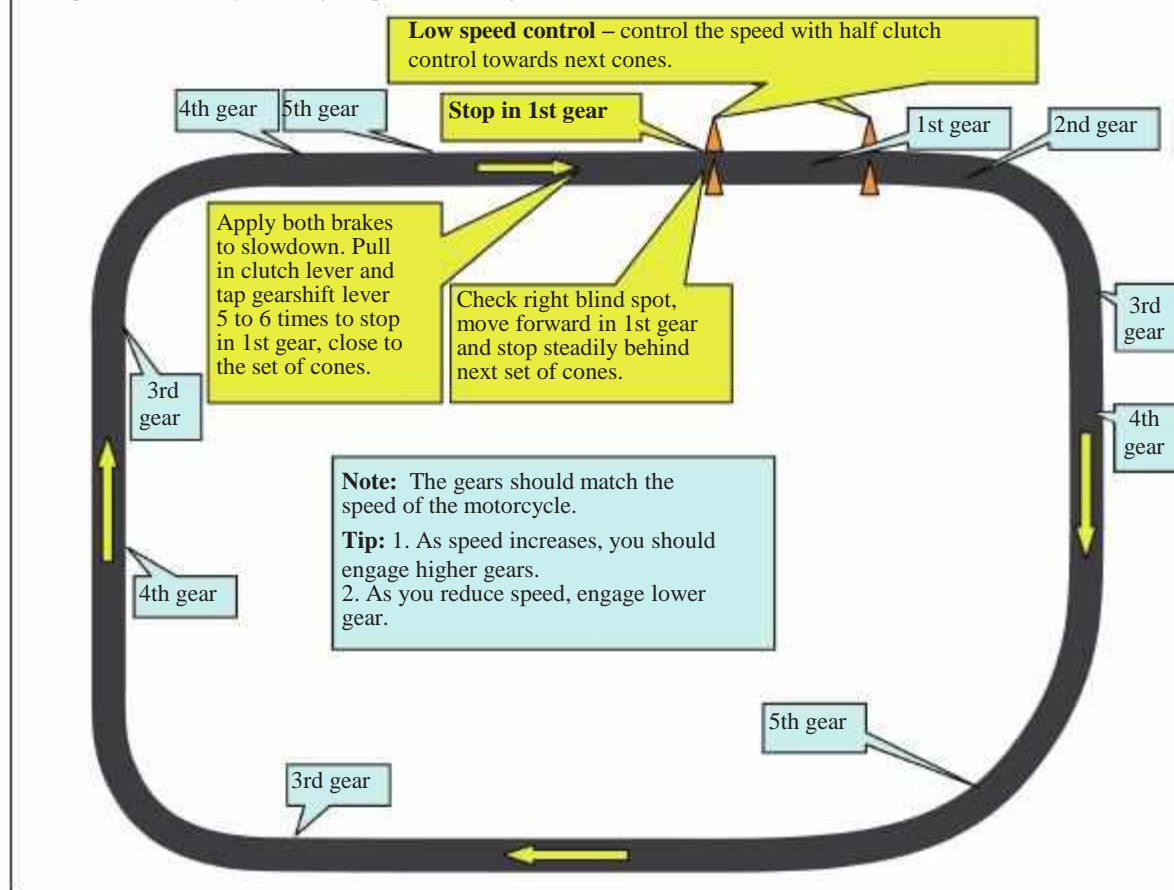 Low speed control – control the speed with half clutch
control towards next cones.
4th gear
5th gear
Stop in 1st gear
1st gear
2nd gear
Apply both brakes
to slowdown. Pull
in clutch lever and
tap gearshift lever
5 to 6 times to stop
in 1st gear, close to
the set of cones.
Check right blind spot,
move forward in 1st gear
and stop steadily behind
next set of cones.
3rd
gear
3rd
gear
4th
gear
Note: The gears should match the
speed of the motorcycle.
Tip: 1. As speed increases, you should
engage higher gears.
2. As you reduce speed, engage lower
gear.
4th gear
5th gear
3rd gear